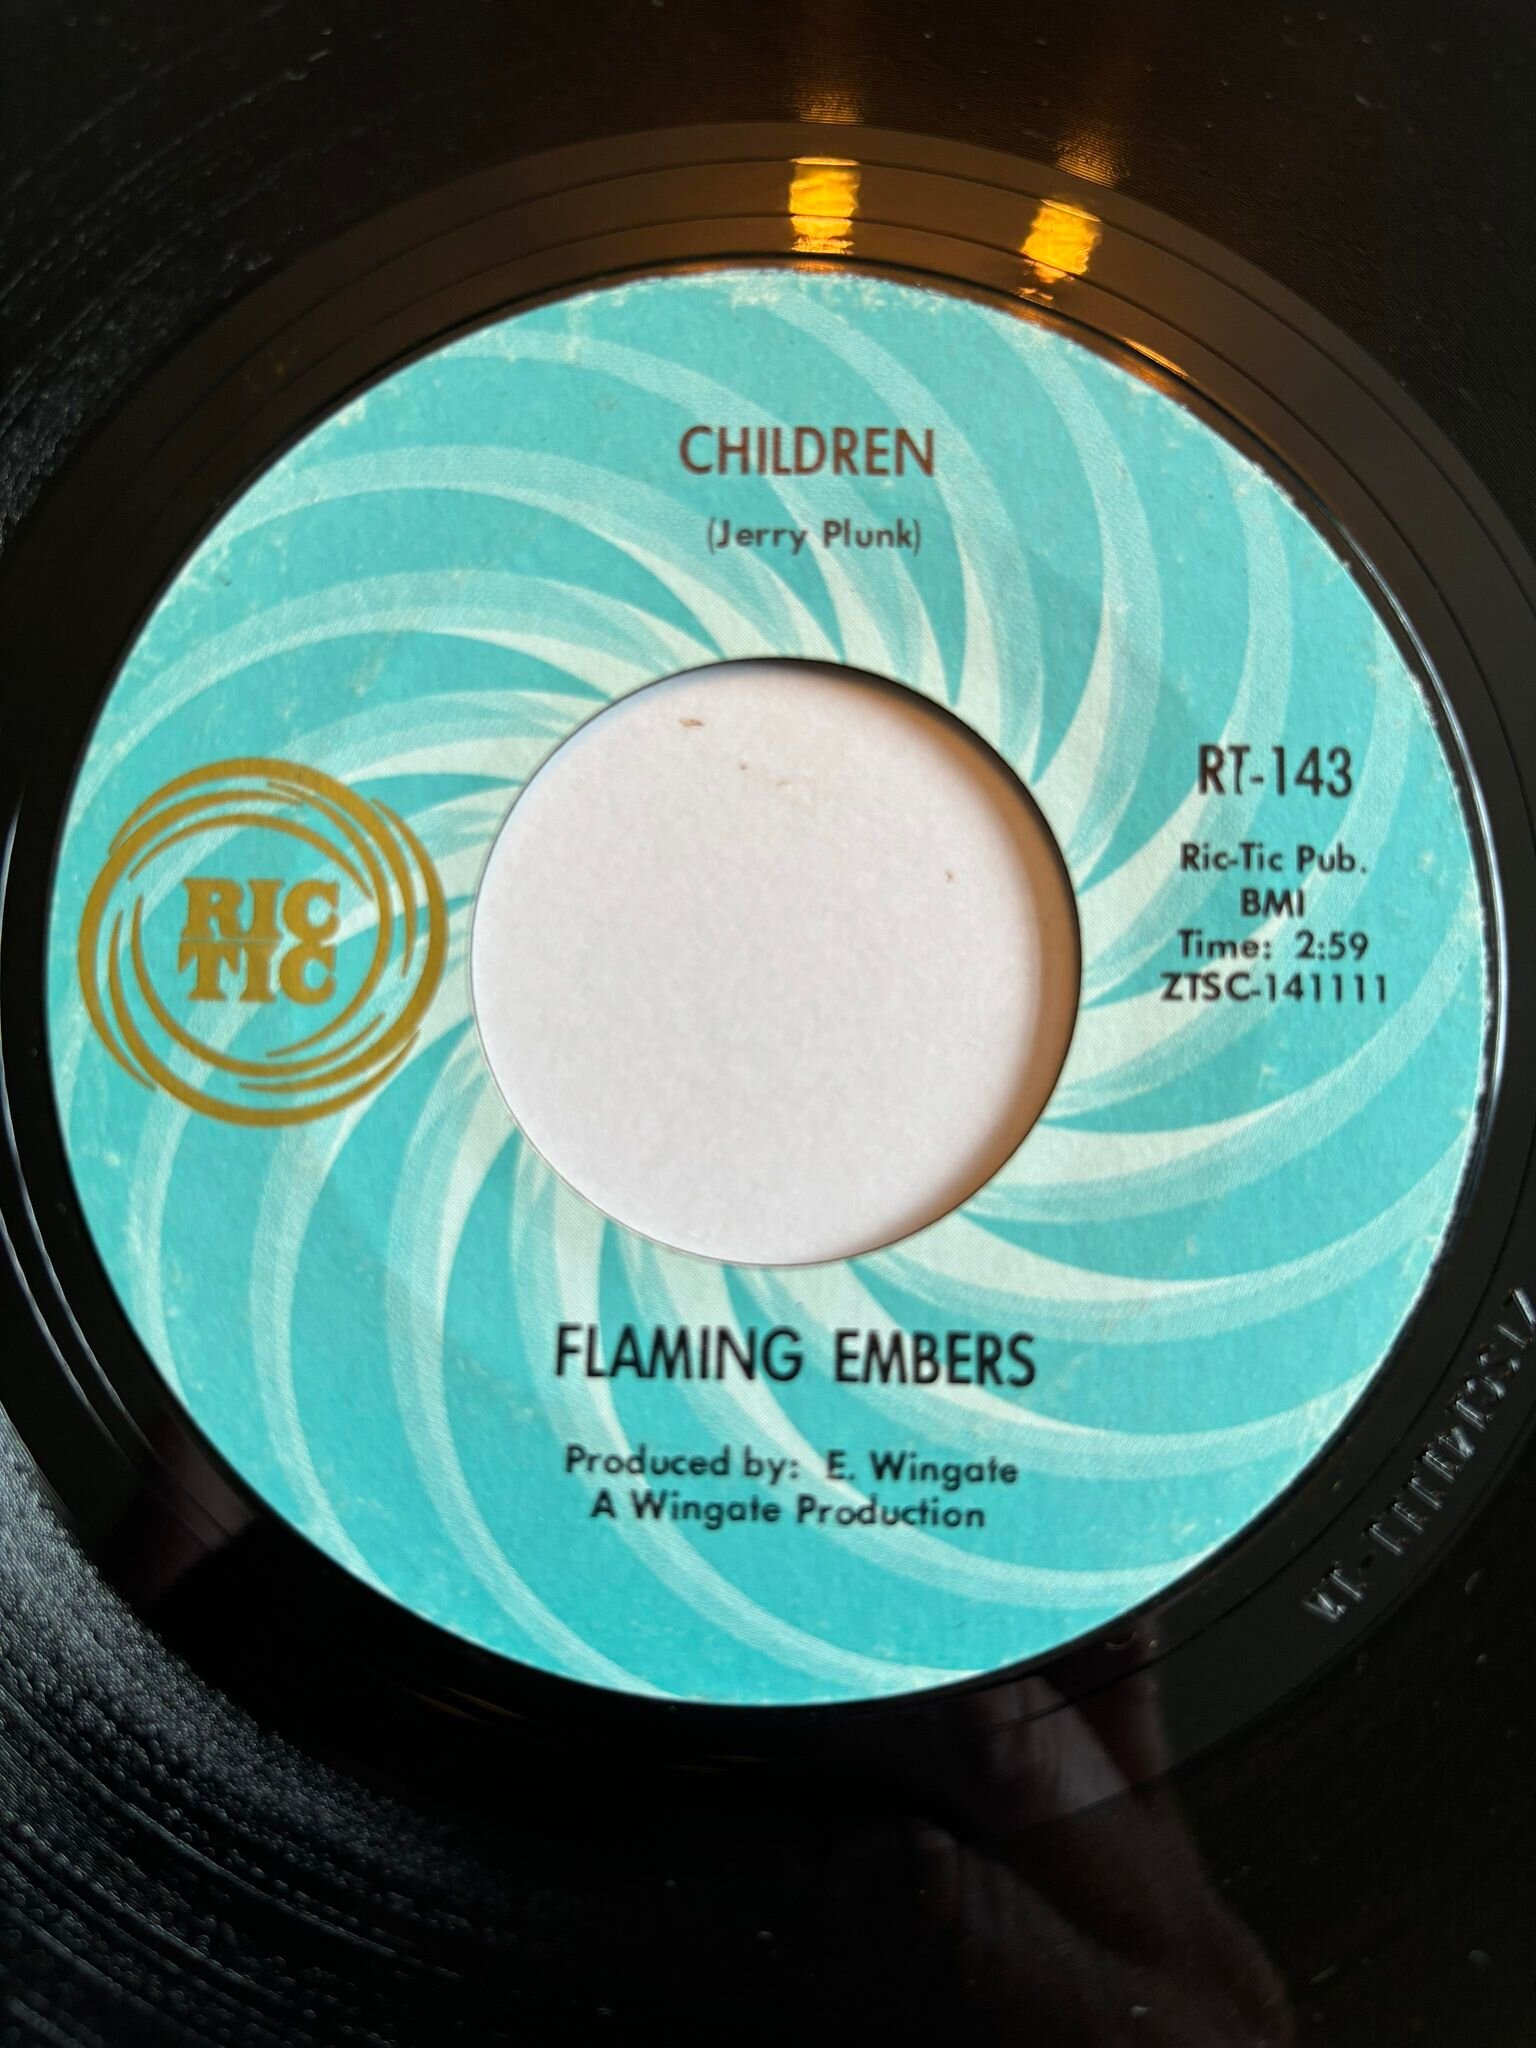 CHILDREN
(Jerry Plunk)
RIC
TIC
RT-143
Ric-Tic Pub.
BMI
Time: 2:59
ZTSC-141111
FLAMING EMBERS
Produced by: E. Wingate
A Wingate Production